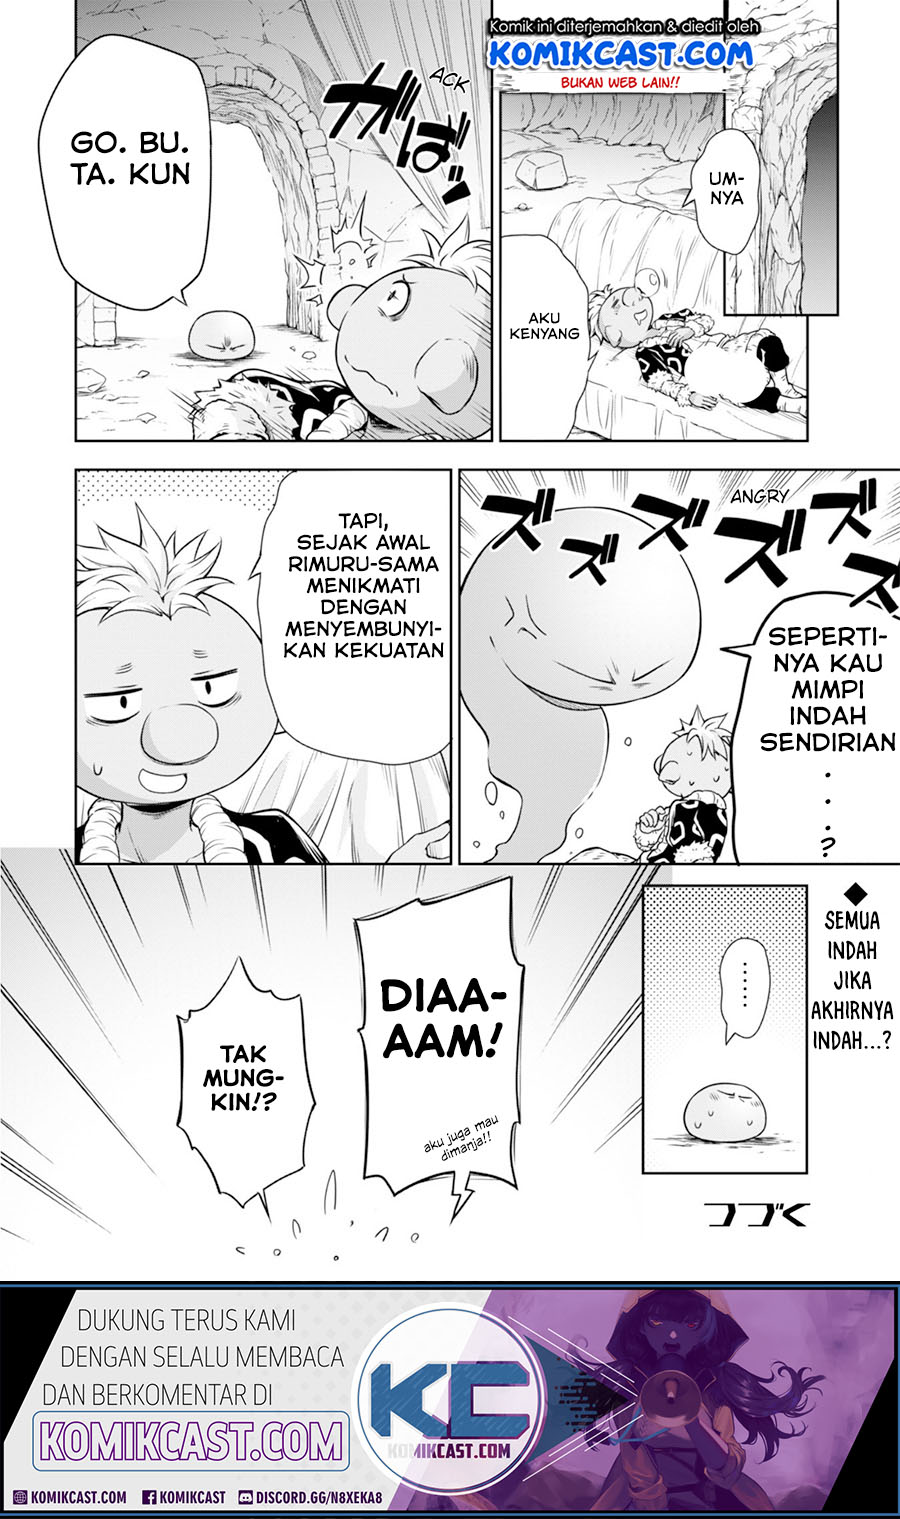 Komik ini diterjemahkan & diedit oleh
KOMIKCAST.COM
BUKAN WEB LAIN!!
UM-
NYA
AKU
KENYANG
ACK
がばっ
GO. BU.
TA. KUN
ANGRY
ズズズズズ
SEPERTI-
NYA KAU
MIMPI
INDAH
SENDIRIAN
.
.
.
?
TAPI,
SEJAK AWAL
RIMURU-SAMA
MENIKMATI
DENGAN
MENYEMBUNYI-
KAN KEKUATAN
◆
SEMUA
INDAH
JIKA
AKHIRNYA
INDAH...?
......
DIAA-
AAM!
aku juga mau
dimanja!!
TAK
MUNG-
KIN!?
つづく
DUKUNG TERUS KAMI
DENGAN SELALU MEMBACA
DAN BERKOMENTAR DI
KOMIKCAST.COM
KC
KOMIKCAST.COM
KOMIKCAST.COM KOMIKCAST DISCORD.GG/N8XEKA8